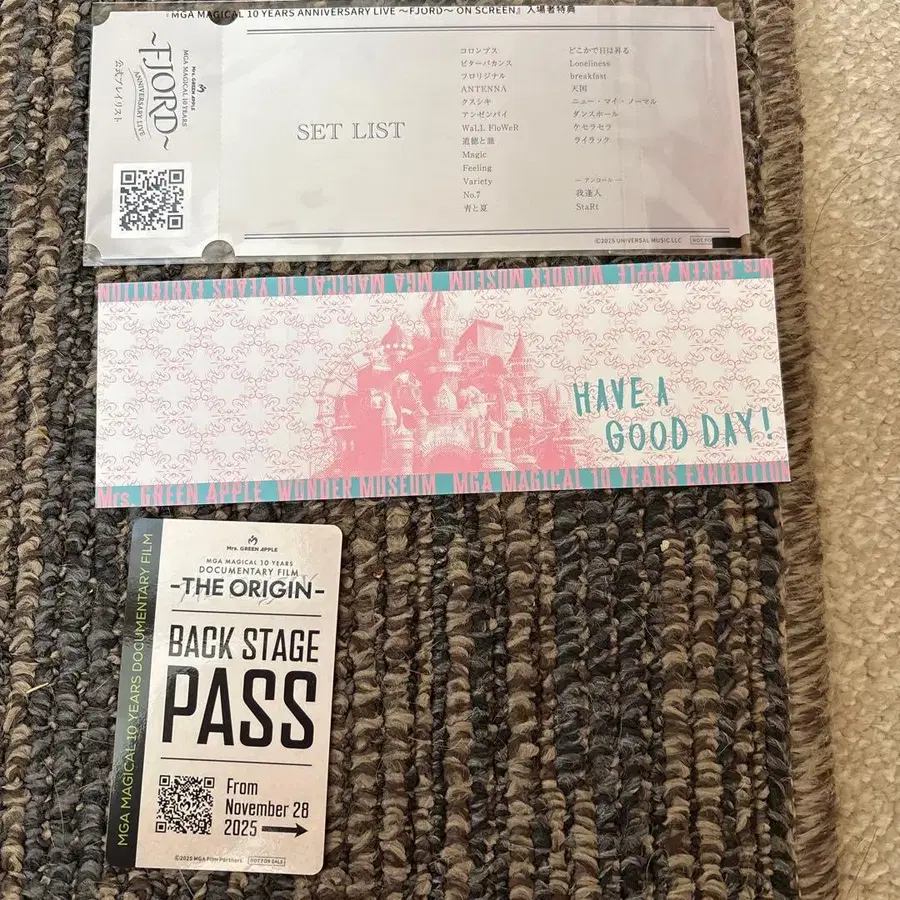 『MGA MAGICAL 10 YEARS ANNIVERSARY LIVE 〜FJORD〜 ON SCREEN』入場者特典
Mrs. GREEN APPLE
MGA MAGICAL 10 YEARS
〜FJORD〜
ANNIVERSARY LIVE
公式プレイリスト
SET LIST
コロンブス
ビターバカンス
フロリジナル
ANTENNA
クスシキ
アンゼンパイ
WaLL FloWeR
道徳と皿
Magic
Feeling
Variety
No.7
青と夏
どこかで日は昇る
Loneliness
breakfast
天国
ニュー・マイ・ノーマル
ダンスホール
ケセラセラ
ライラック
― アンコール ―
我逢人
StaRt
©2025 UNIVERSAL MUSIC LLC
Mrs. GREEN APPLE WONDER MUSEUM MGA MAGICAL 10 YEARS EXHIBITION
HAVE A
GOOD DAY!
Mrs. GREEN APPLE WONDER MUSEUM MGA MAGICAL 10 YEARS EXHIBITION
MGA MAGICAL 10 YEARS DOCUMENTARY FILM
Mrs. GREEN APPLE
MGA MAGICAL 10 YEARS
DOCUMENTARY FILM
-THE ORIGIN-
BACK STAGE
PASS
From
November 28
2025
©2025 MGA Film Partners NOT FOR SALE